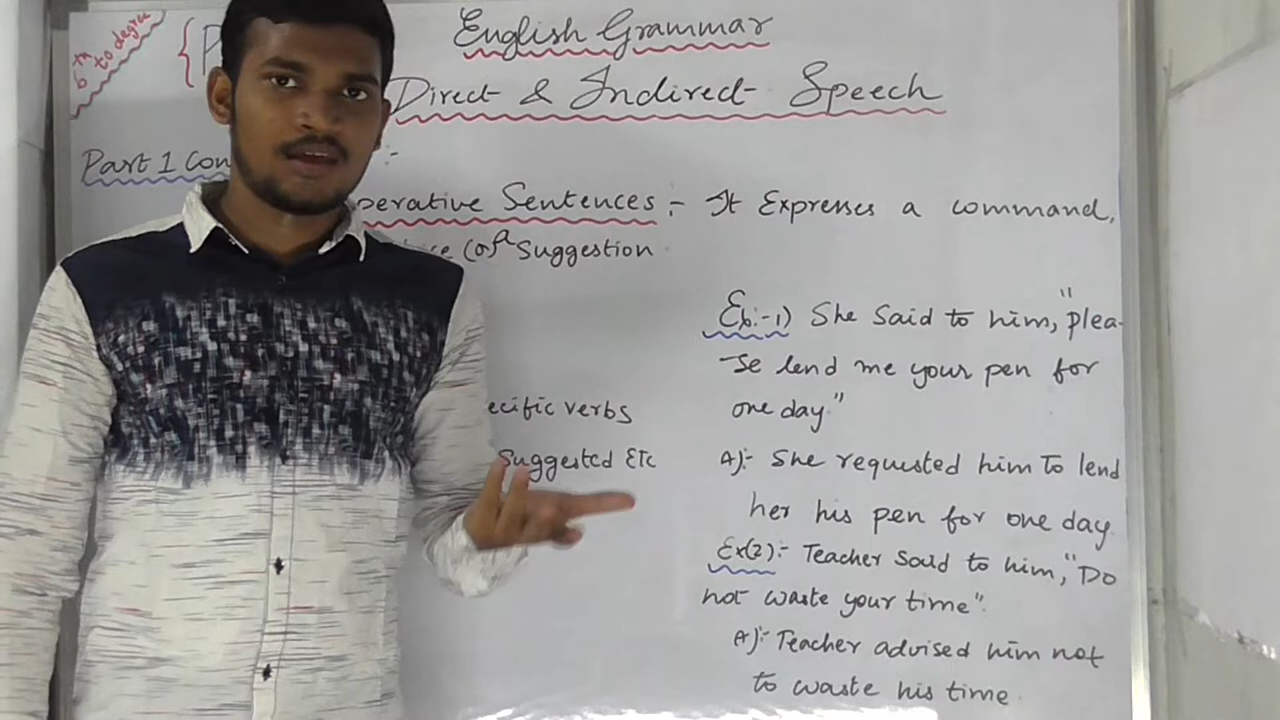 6th to degree
{P
English Grammar
Direct & Indirect Speech
Part 1 Con :-
perative Sentences :- It Expresses a command,
(or) a Suggestion
Ex:-1) She Said to him, "plea-
-se lend me your pen for
one day"
ecific verbs
Suggested Etc
A):- She requested him to lend
her his pen for one day.
Ex(2):- Teacher said to him, "Do
not waste your time".
A):- Teacher advised him not
to waste his time.